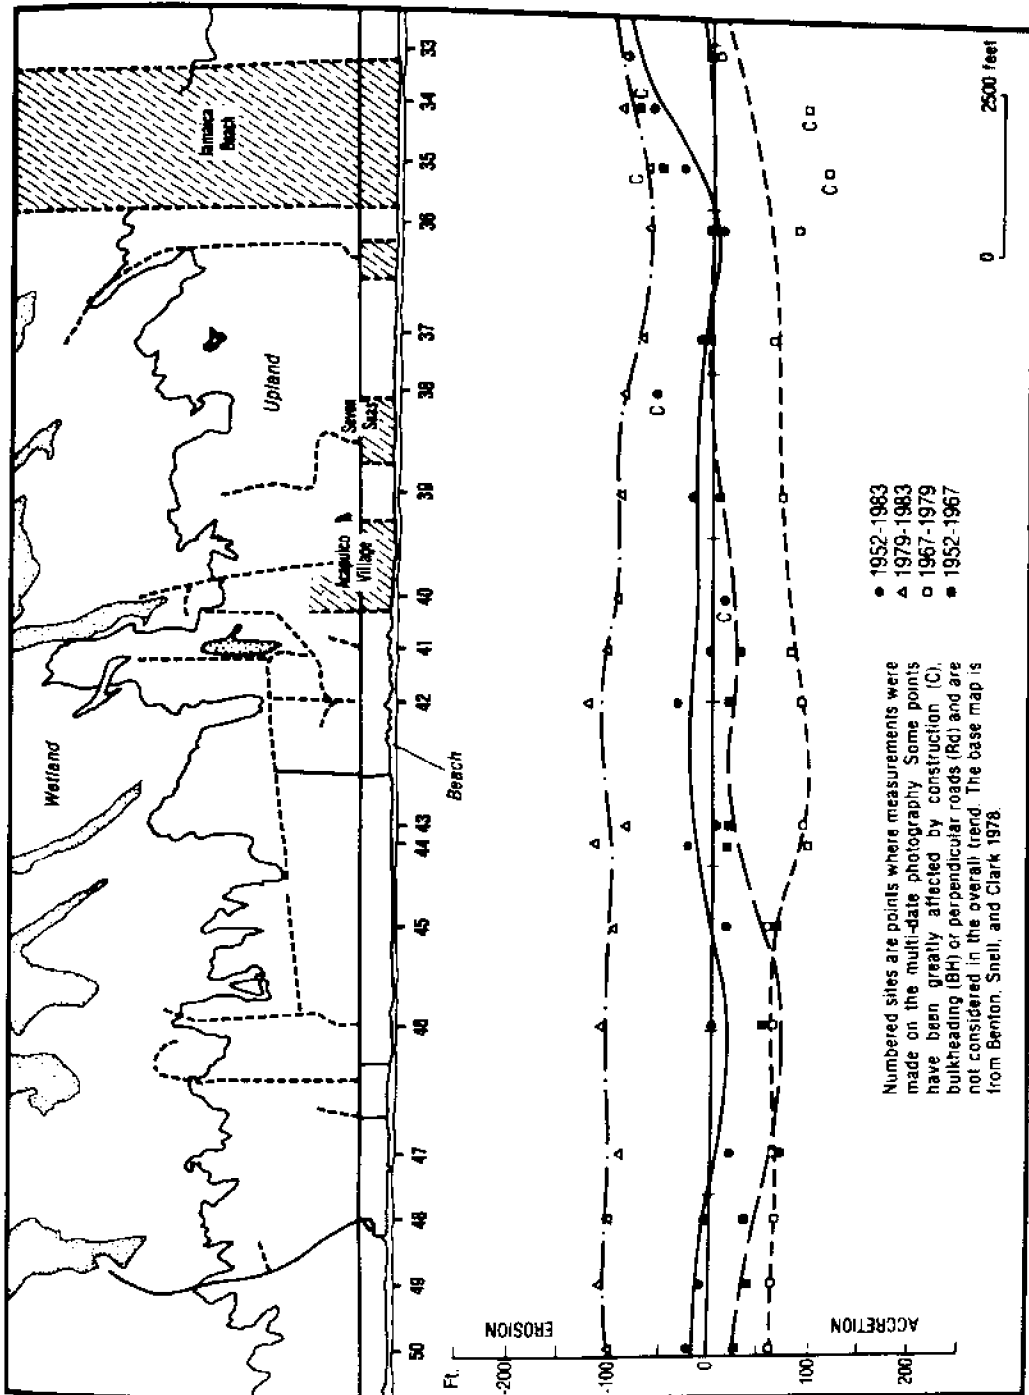 Jamaica
Beach
Wetland
Upland
Seven
Seas
Acapulco
Village
Beach
50 49 48 47 46 45 44 43 42 41 40 39 38 37 36 35 34 33
Ft.
-200
-100
0
100
200
EROSION
ACCRETION
C
C
C
C
C
C
Numbered sites are points where measurements were
made on the multi-date photography Some points
have been greatly affected by construction (C),
bulkheading (BH) or perpendicular roads (Rd) and are
not considered in the overall trend. The base map is
from Benton, Snell, and Clark 1978.
● 1952-1983
△ 1979-1983
□ 1967-1979
■ 1952-1967
0 2500 feet